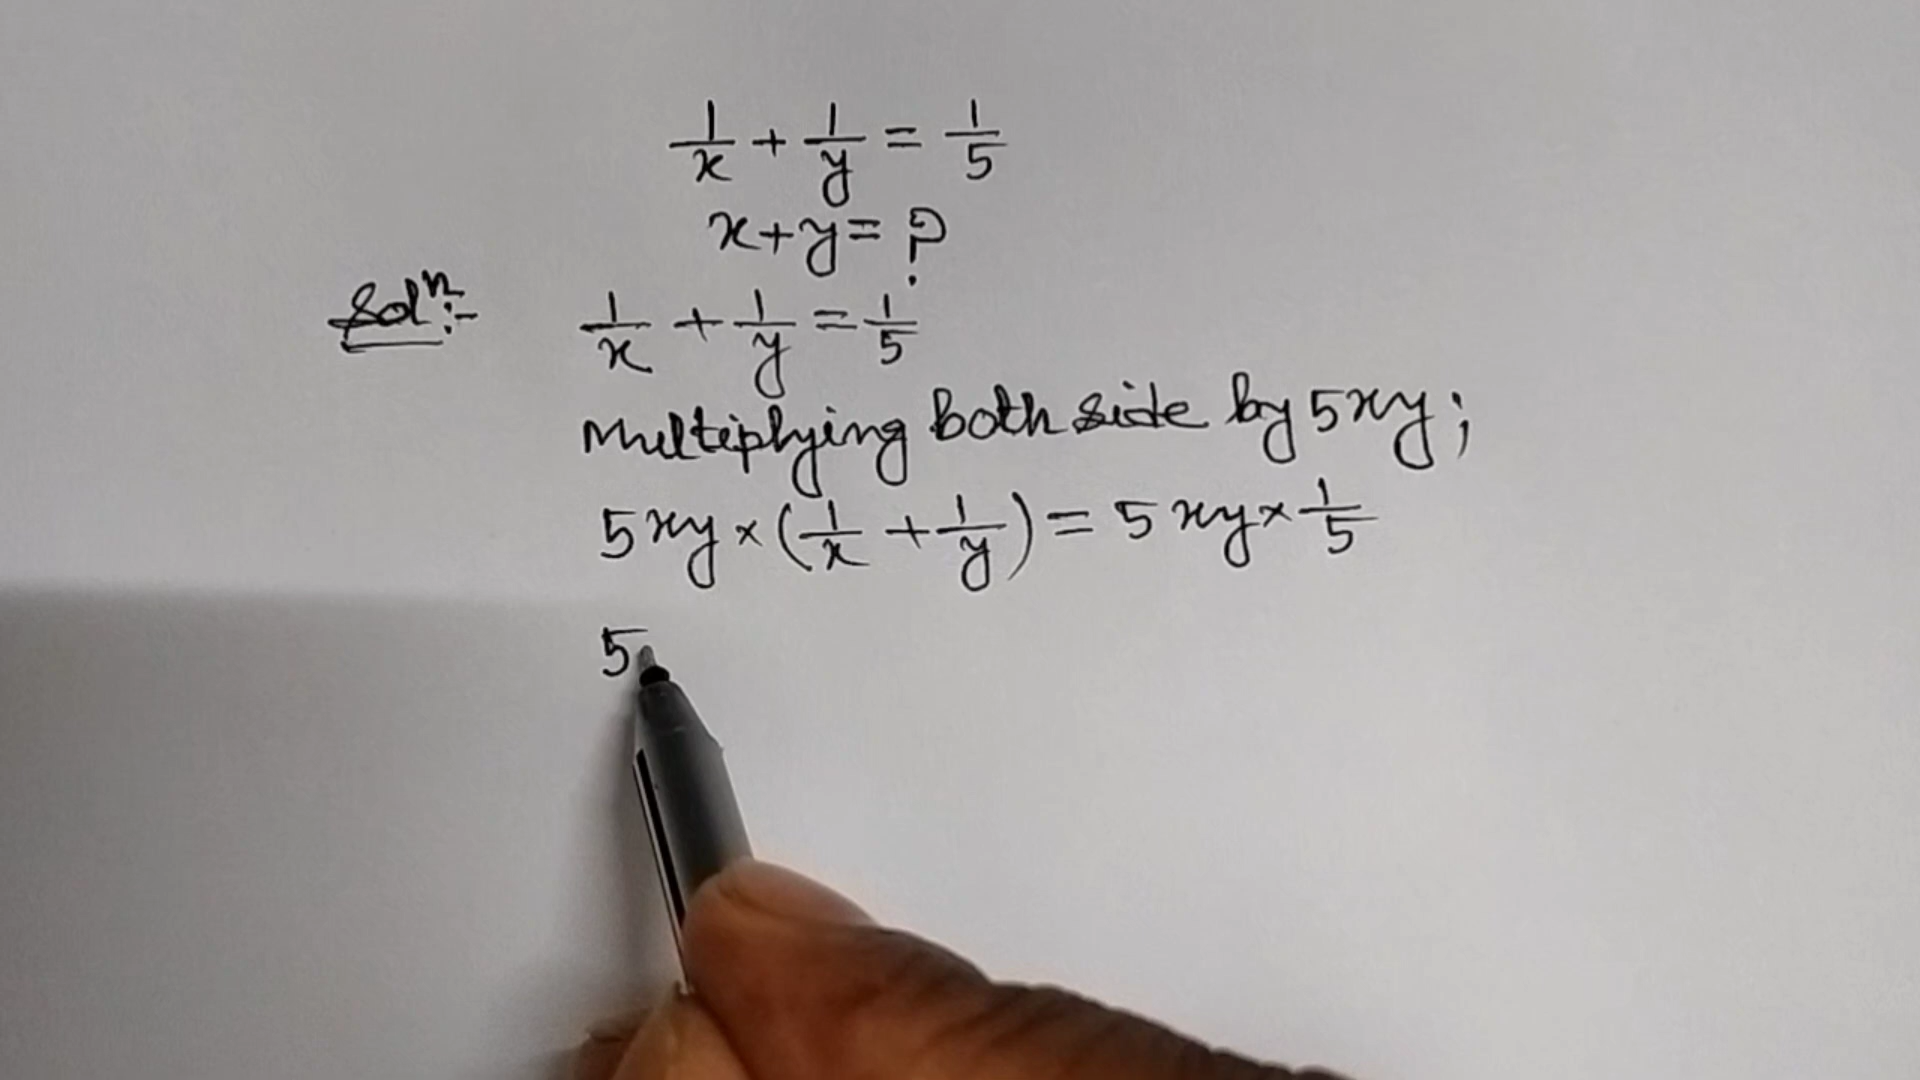 1/x + 1/y = 1/5
x+y = ?
Solⁿ:- 1/x + 1/y = 1/5
Multiplying both side by 5xy;
5xy × (1/x + 1/y) = 5xy × 1/5
5